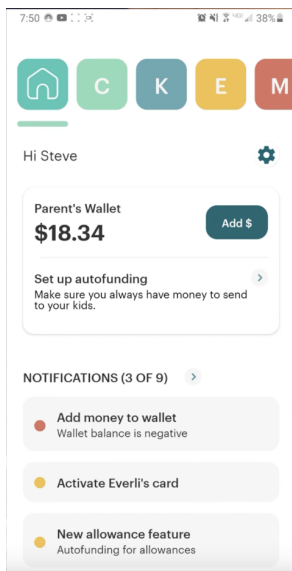 7:50 38%
C K E M
Hi Steve
Parent's Wallet
$18.34
Add $
Set up autofunding
Make sure you always have money to send
to your kids.
NOTIFICATIONS (3 OF 9)
Add money to wallet
Wallet balance is negative
Activate Everli's card
New allowance feature
Autofunding for allowances